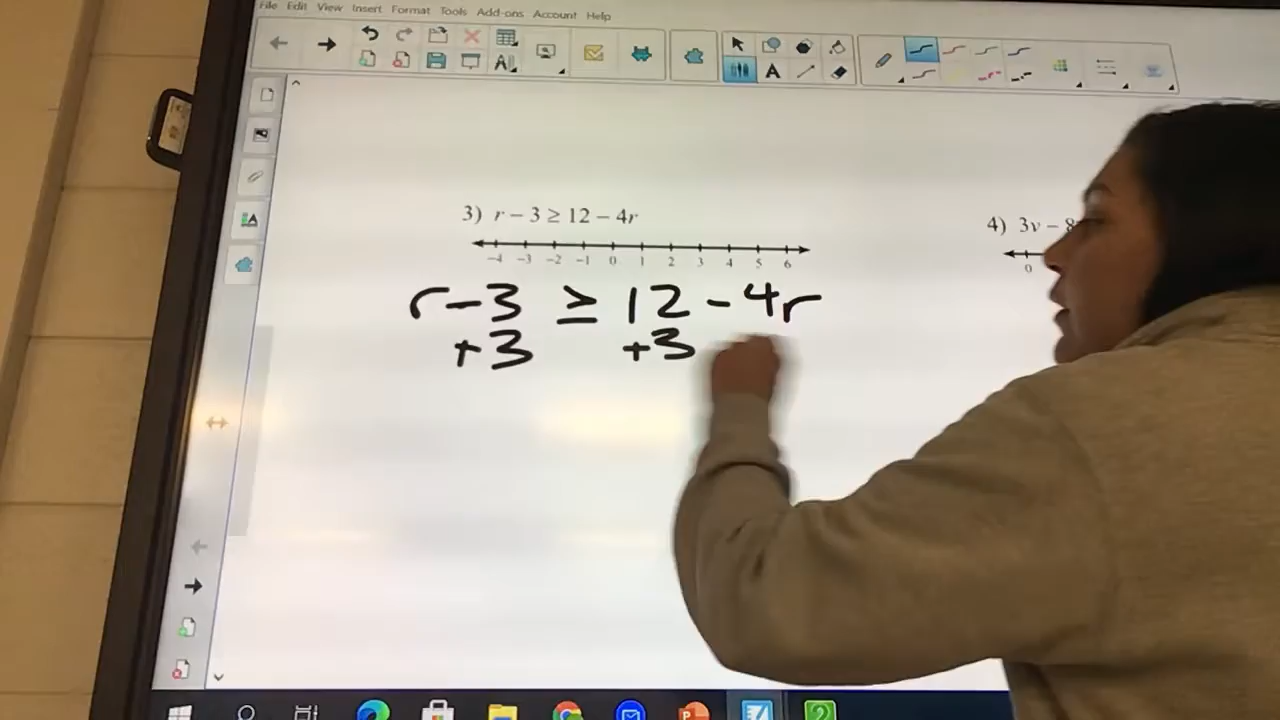 File Edit View Insert Format Tools Add-ons Account Help
3) r − 3 ≥ 12 − 4r
4) 3v − 8
-4 -3 -2 -1 0 1 2 3 4 5 6
0
r − 3 ≥ 12 − 4r
+3 +3